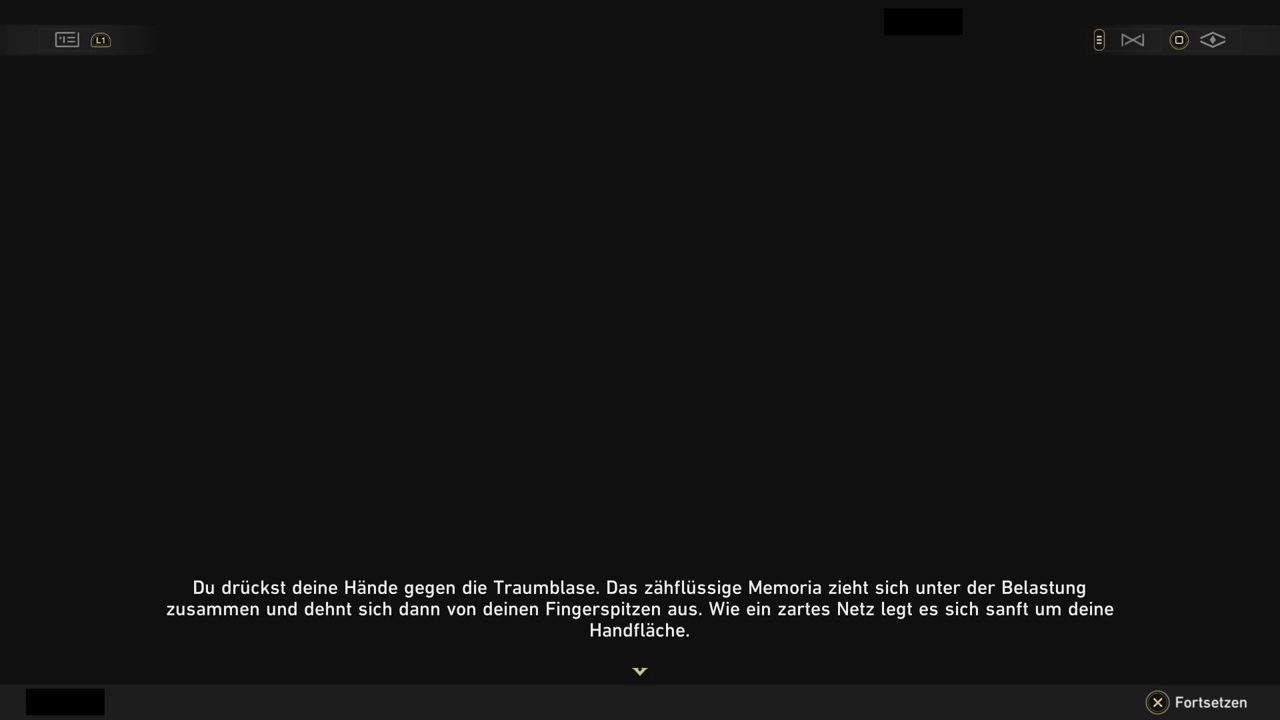 L1
Du drückst deine Hände gegen die Traumblase. Das zähflüssige Memoria zieht sich unter der Belastung
zusammen und dehnt sich dann von deinen Fingerspitzen aus. Wie ein zartes Netz legt es sich sanft um deine
Handfläche.
Fortsetzen